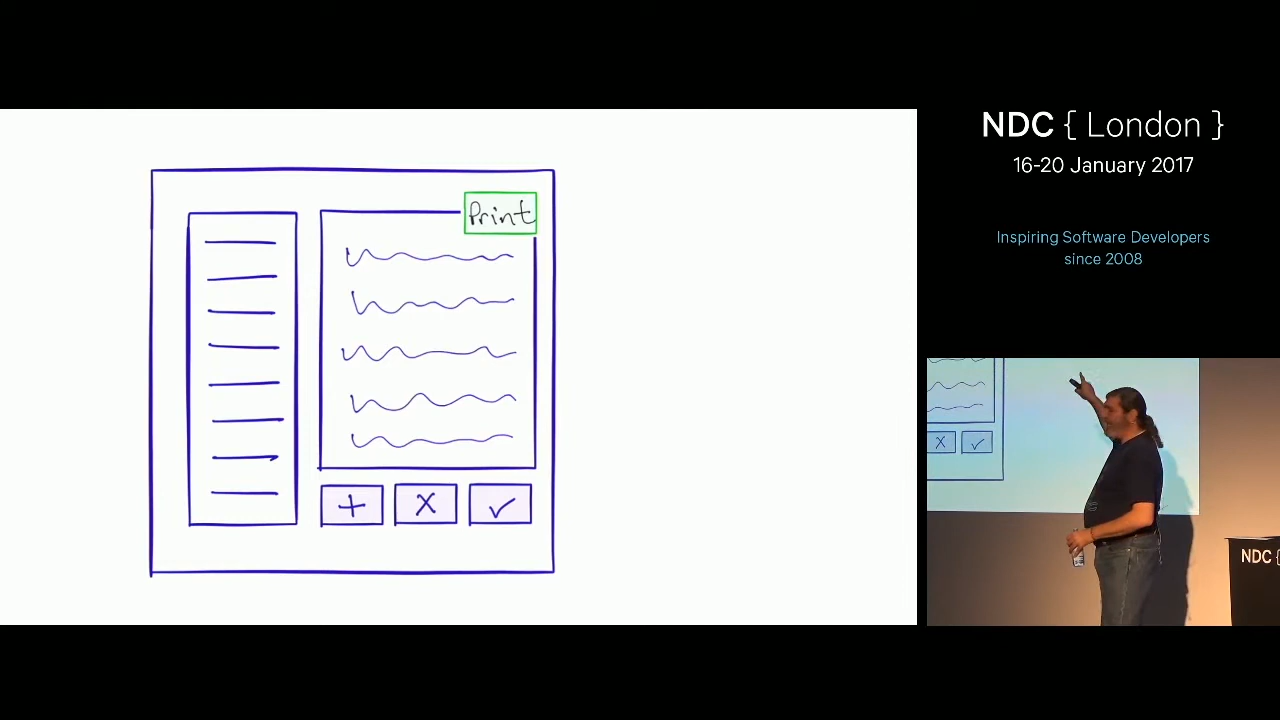 Print
+ X ✓
NDC { London }
16-20 January 2017
Inspiring Software Developers
since 2008
X ✓
NDC {